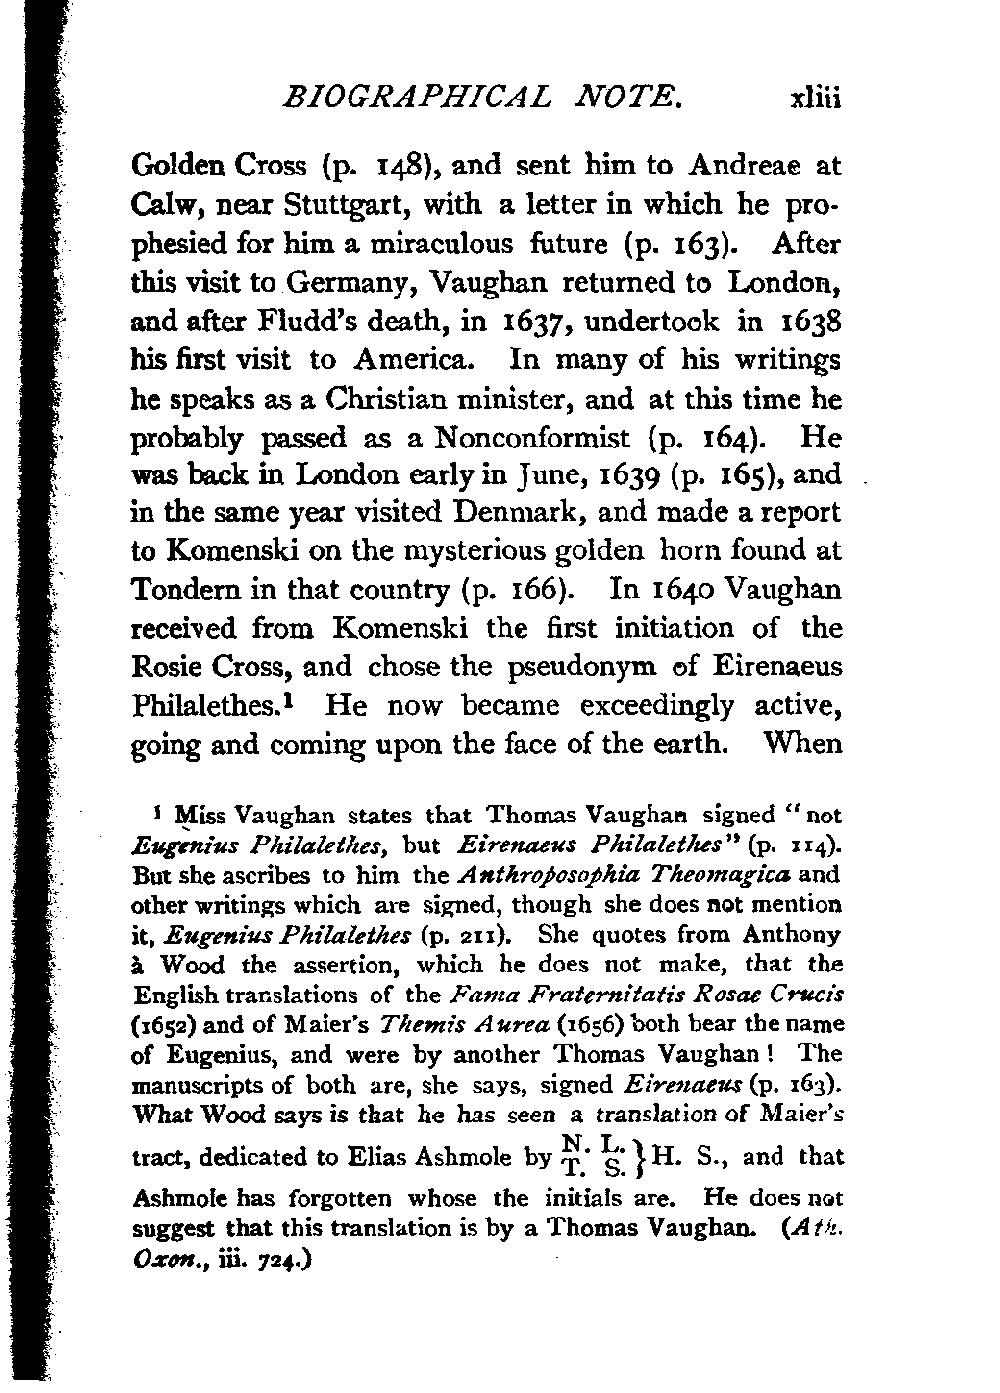 BIOGRAPHICAL NOTE. xliii
Golden Cross (p. 148), and sent him to Andreae at
Calw, near Stuttgart, with a letter in which he pro-
phesied for him a miraculous future (p. 163). After
this visit to Germany, Vaughan returned to London,
and after Fludd's death, in 1637, undertook in 1638
his first visit to America. In many of his writings
he speaks as a Christian minister, and at this time he
probably passed as a Nonconformist (p. 164). He
was back in London early in June, 1639 (p. 165), and
in the same year visited Denmark, and made a report
to Komenski on the mysterious golden horn found at
Tondern in that country (p. 166). In 1640 Vaughan
received from Komenski the first initiation of the
Rosie Cross, and chose the pseudonym of Eirenaeus
Philalethes.¹ He now became exceedingly active,
going and coming upon the face of the earth. When
¹ Miss Vaughan states that Thomas Vaughan signed "not
Eugenius Philalethes, but Eirenaeus Philalethes" (p. 114).
But she ascribes to him the Anthroposophia Theomagica and
other writings which are signed, though she does not mention
it, Eugenius Philalethes (p. 211). She quotes from Anthony
à Wood the assertion, which he does not make, that the
English translations of the Fama Fraternitatis Rosae Crucis
(1652) and of Maier's Themis Aurea (1656) both bear the name
of Eugenius, and were by another Thomas Vaughan! The
manuscripts of both are, she says, signed Eirenaeus (p. 163).
What Wood says is that he has seen a translation of Maier's
tract, dedicated to Elias Ashmole by N. L. T. S. } H. S., and that
Ashmole has forgotten whose the initials are. He does not
suggest that this translation is by a Thomas Vaughan. (Ath.
Oxon., iii. 724.)